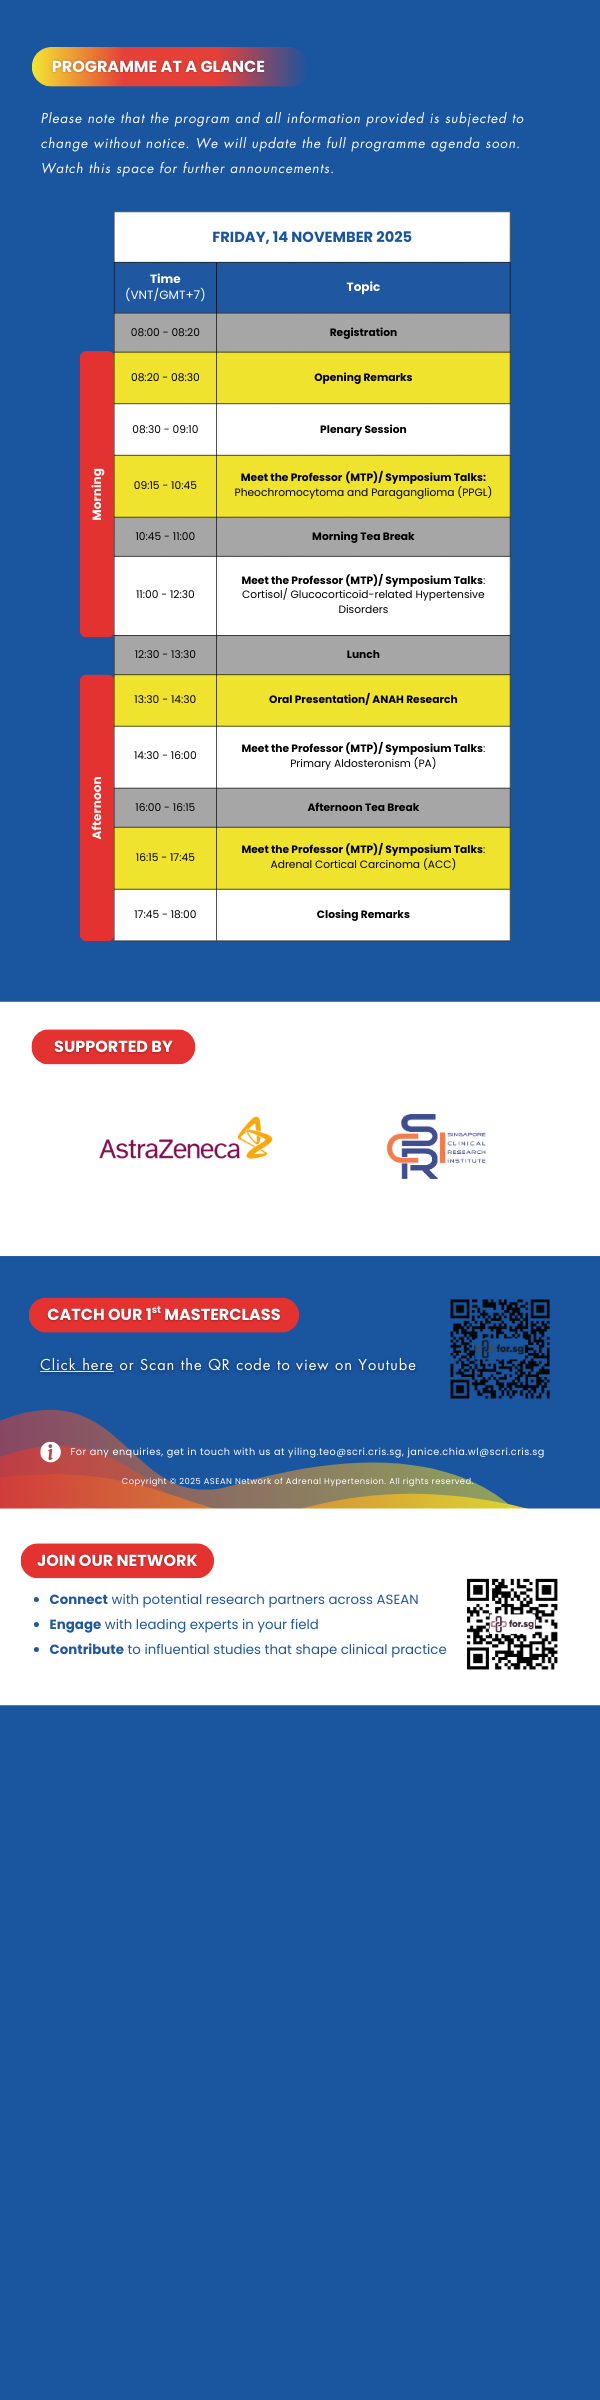 PROGRAMME AT A GLANCE
Please note that the program and all information provided is subjected to
change without notice. We will update the full programme agenda soon.
Watch this space for further announcements.
FRIDAY, 14 NOVEMBER 2025
Time
(VNT/GMT+7)
Topic
08:00 - 08:20 Registration
Morning
08:20 - 08:30 Opening Remarks
08:30 - 09:10 Plenary Session
09:15 - 10:45 Meet the Professor (MTP)/ Symposium Talks:
Pheochromocytoma and Paraganglioma (PPGL)
10:45 - 11:00 Morning Tea Break
11:00 - 12:30 Meet the Professor (MTP)/ Symposium Talks:
Cortisol/ Glucocorticoid-related Hypertensive
Disorders
12:30 - 13:30 Lunch
Afternoon
13:30 - 14:30 Oral Presentation/ ANAH Research
14:30 - 16:00 Meet the Professor (MTP)/ Symposium Talks:
Primary Aldosteronism (PA)
16:00 - 16:15 Afternoon Tea Break
16:15 - 17:45 Meet the Professor (MTP)/ Symposium Talks:
Adrenal Cortical Carcinoma (ACC)
17:45 - 18:00 Closing Remarks
SUPPORTED BY
AstraZeneca
SCRI
SINGAPORE
CLINICAL
RESEARCH
INSTITUTE
CATCH OUR 1st MASTERCLASS
Click here or Scan the QR code to view on Youtube
for.sg
For any enquiries, get in touch with us at yiling.teo@scri.cris.sg, janice.chia.wl@scri.cris.sg
Copyright © 2025 ASEAN Network of Adrenal Hypertension. All rights reserved.
JOIN OUR NETWORK
• Connect with potential research partners across ASEAN
• Engage with leading experts in your field
• Contribute to influential studies that shape clinical practice
for.sg